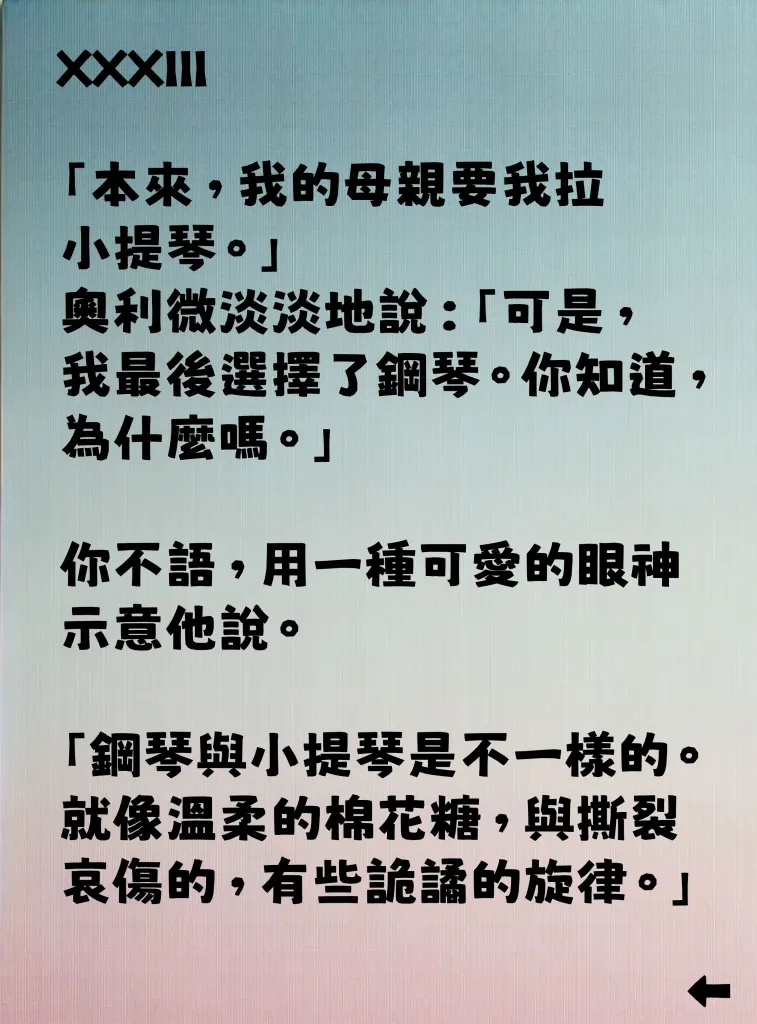 XXXIII
「本來，我的母親要我拉
小提琴。」
奧利微淡淡地說：「可是，
我最後選擇了鋼琴。你知道，
為什麼嗎。」
你不語，用一種可愛的眼神
示意他說。
「鋼琴與小提琴是不一樣的。
就像溫柔的棉花糖，與撕裂
哀傷的，有些詭譎的旋律。」